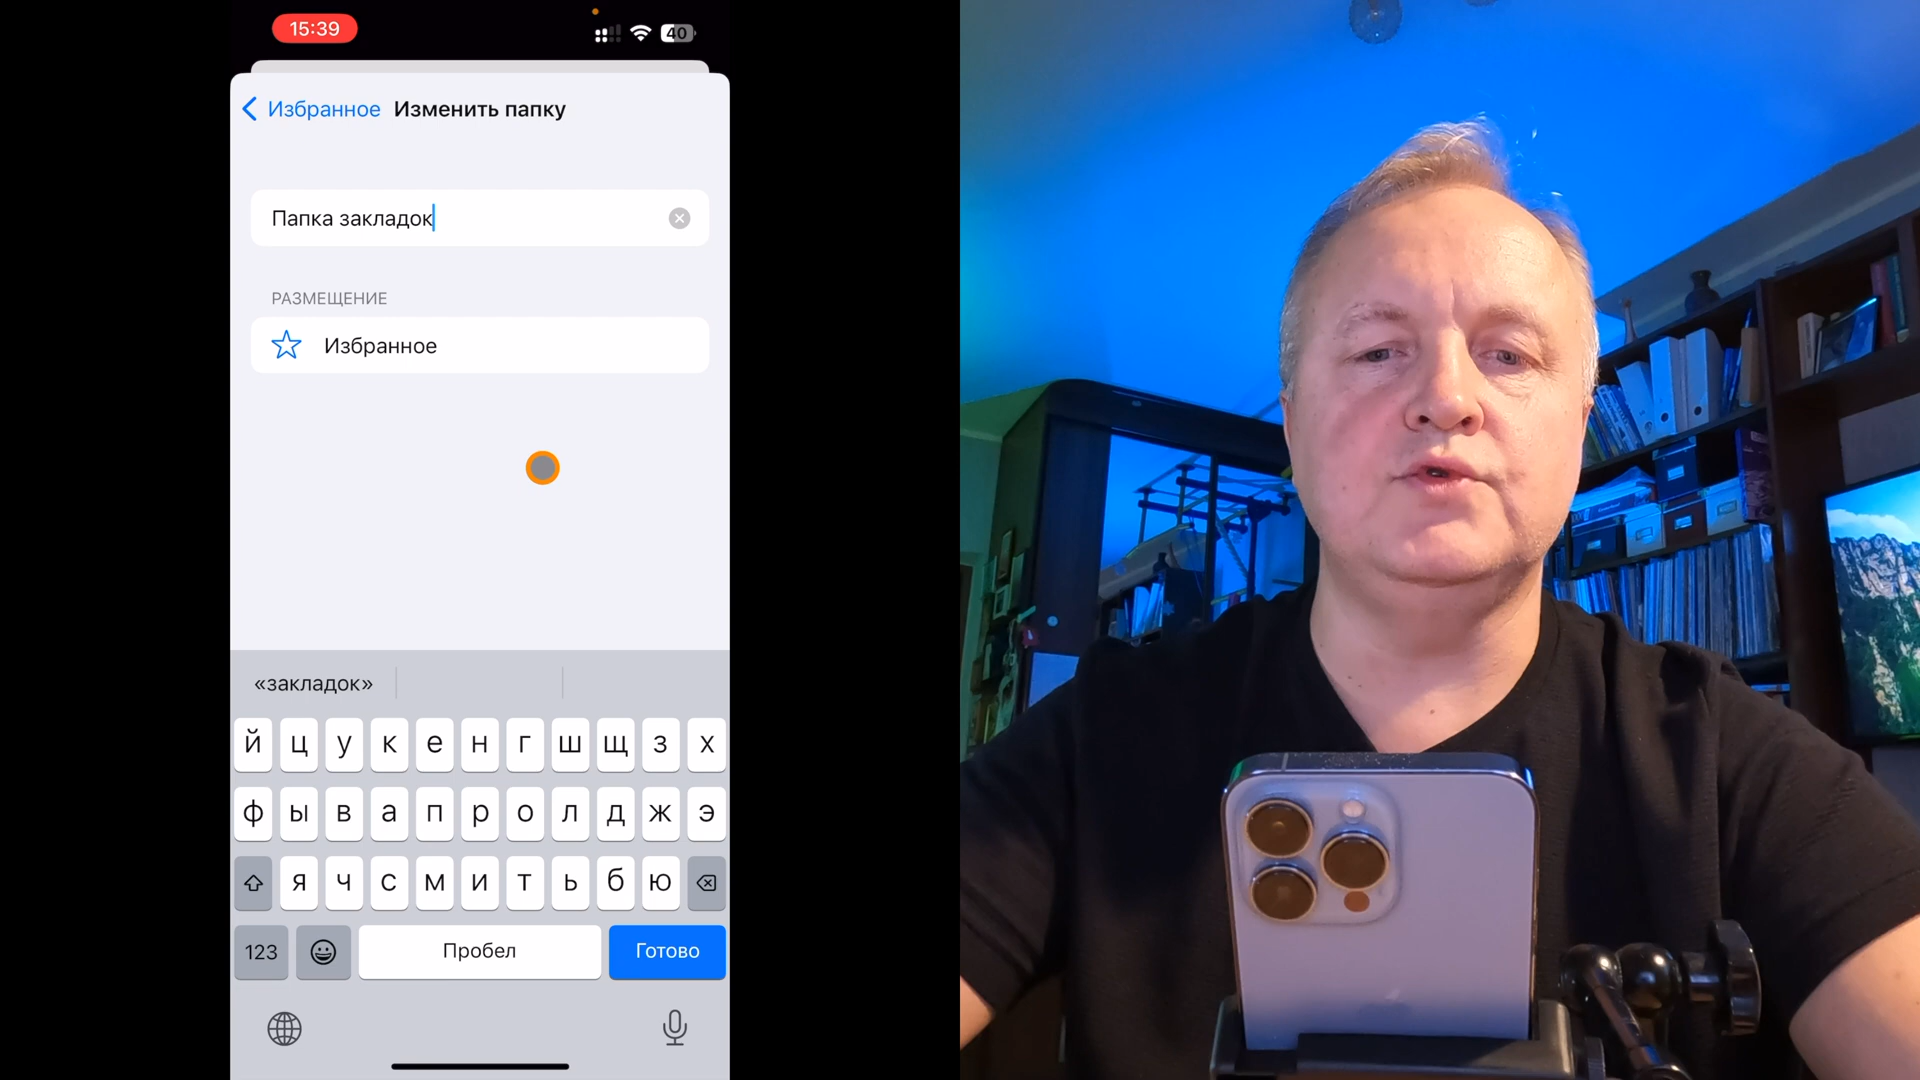 15:39
40
Избранное Изменить папку
Папка закладок
РАЗМЕЩЕНИЕ
Избранное
«закладок»
й ц у к е н г ш щ з х
ф ы в а п р о л д ж э
я ч с м и т ь б ю
123 Пробел Готово